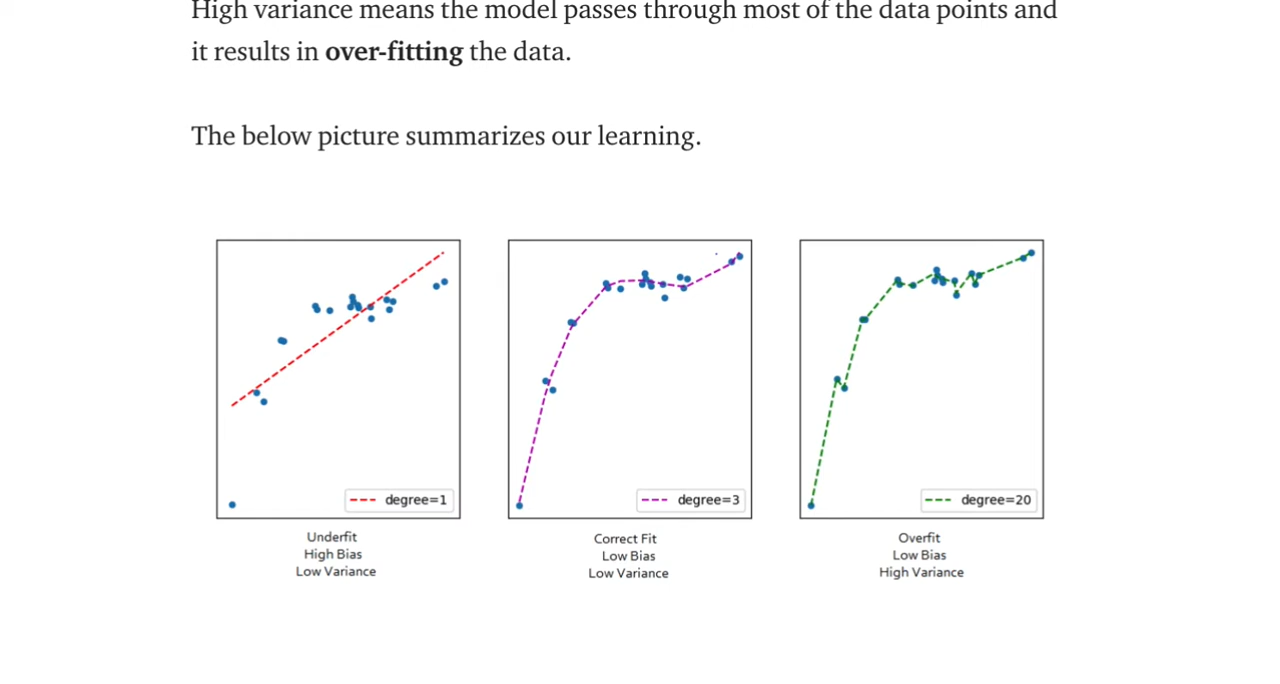 High variance means the model passes through most of the data points and
it results in over-fitting the data.
The below picture summarizes our learning.
degree=1
degree=3
degree=20
Underfit
High Bias
Low Variance
Correct Fit
Low Bias
Low Variance
Overfit
Low Bias
High Variance